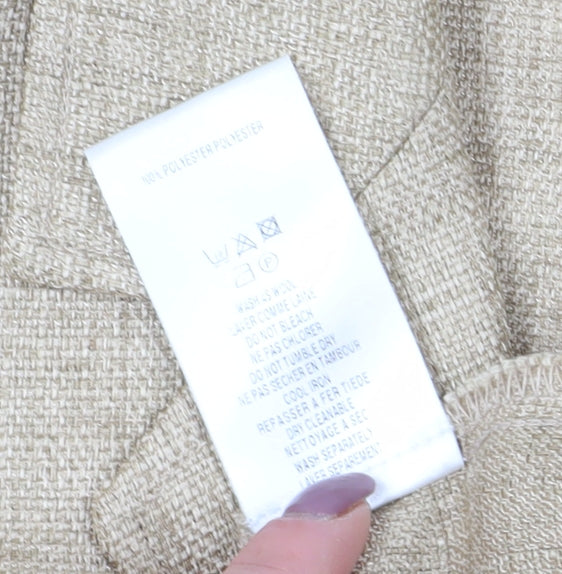 100% POLYESTER POLYESTER
WASH AS WOOL
LAVER COMME LAINE
DO NOT BLEACH
NE PAS CHLORER
DO NOT TUMBLE DRY
NE PAS SECHER EN TAMBOUR
COOL IRON
REPASSER A FER TIEDE
DRY CLEANABLE
NETTOYAGE A SEC
WASH SEPARATELY
LAVER SEPAREMENT